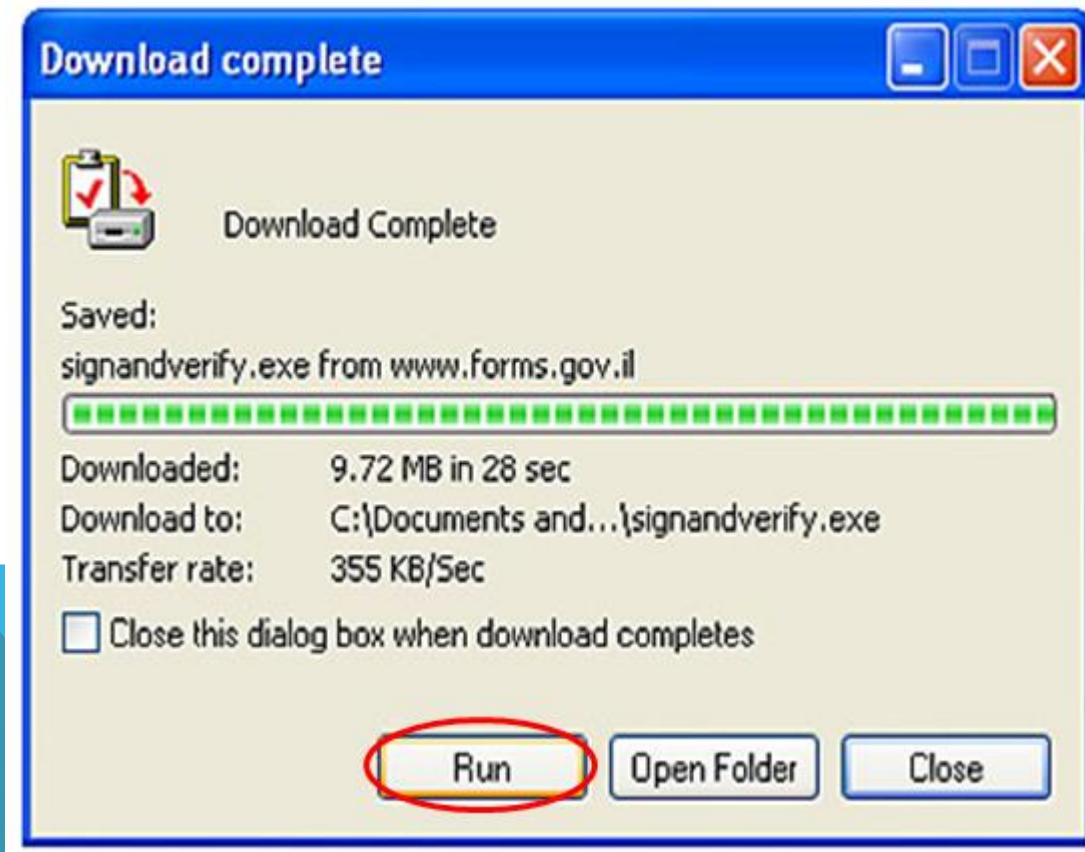 Download complete
Download Complete
Saved:
signandverify.exe from www.forms.gov.il
Downloaded: 9.72 MB in 28 sec
Download to: C:\Documents and...\signandverify.exe
Transfer rate: 355 KB/Sec
Close this dialog box when download completes
Run Open Folder Close